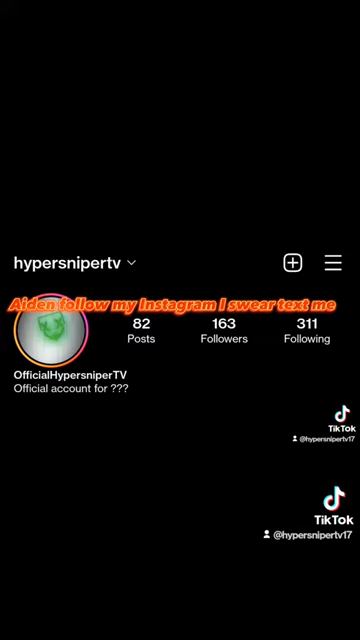 hypersnipertv
Aiden follow my Instagram I swear text me
82 163 311
Posts Followers Following
OfficialHypersniperTV
Official account for ???
TikTok
@hypersnipertv17
TikTok
@hypersnipertv17